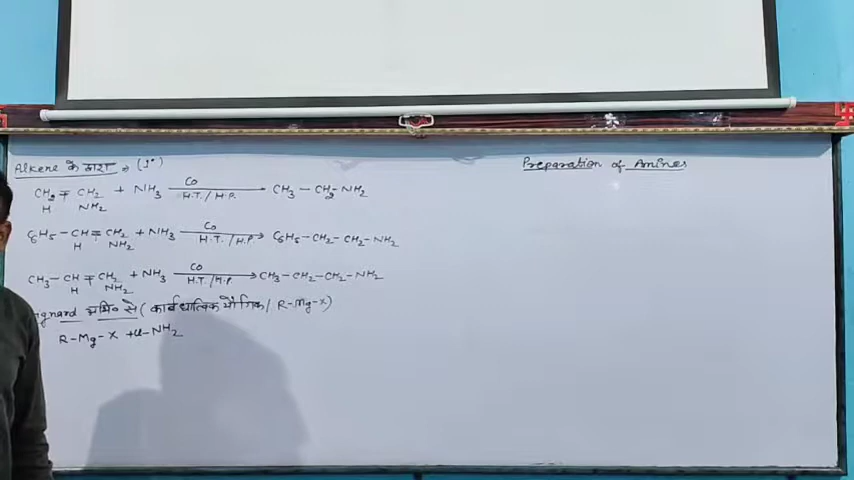 Preparation of Amines
Alkene के द्वारा → (1°)
CH2 = CH2 + NH3 Co H.T./H.P. CH3 - CH2 - NH2
H NH2
C6H5 - CH = CH2 + NH3 Co H.T./H.P. C6H5 - CH2 - CH2 - NH2
H NH2
CH3 - CH = CH2 + NH3 Co H.T./H.P. CH3 - CH2 - CH2 - NH2
H NH2
gnard अभि० से ( कार्बधात्विक यौगिक / R-Mg-X)
R-Mg-X + Cl-NH2